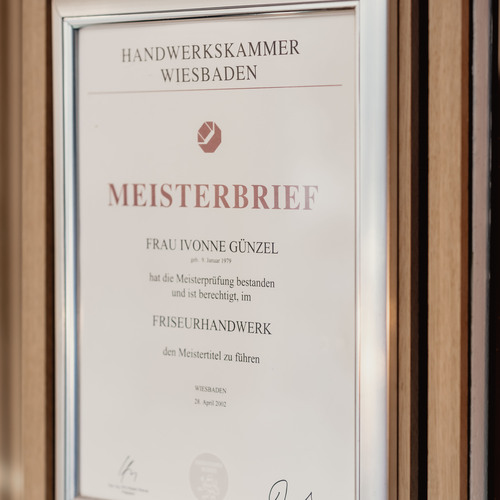 HANDWERKSKAMMER
WIESBADEN
MEISTERBRIEF
FRAU IVONNE GÜNZEL
geb. 9. Januar 1979
hat die Meisterprüfung bestanden
und ist berechtigt, im
FRISEURHANDWERK
den Meistertitel zu führen
WIESBADEN
28. April 2002